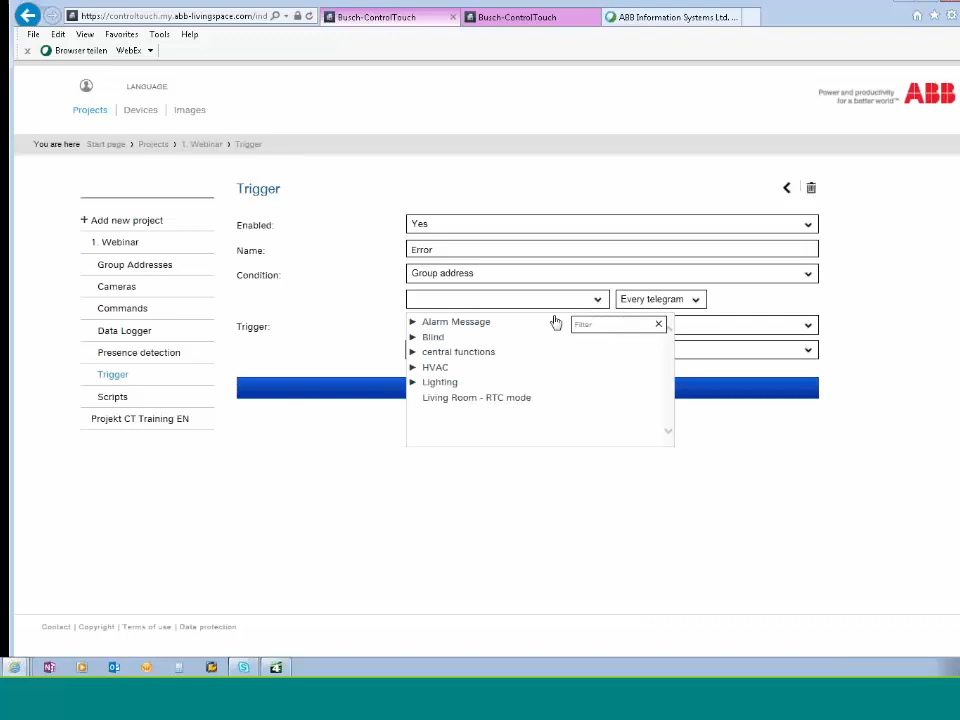 https://controltouch.my.abb-livingspace.com/ind
Busch-ControlTouch
Busch-ControlTouch
ABB Information Systems Ltd. ...
File Edit View Favorites Tools Help
x Browser teilen WebEx
LANGUAGE
Projects | Devices | Images
Power and productivity
for a better world™
ABB
You are here Start page > Projects > 1. Webinar > Trigger
Trigger
+ Add new project
1. Webinar
Group Addresses
Cameras
Commands
Data Logger
Presence detection
Trigger
Scripts
Projekt CT Training EN
Enabled: Yes
Name: Error
Condition: Group address
Every telegram
Trigger:
Alarm Message
Filter
Blind
central functions
HVAC
Lighting
Living Room - RTC mode
Contact | Copyright | Terms of use | Data protection